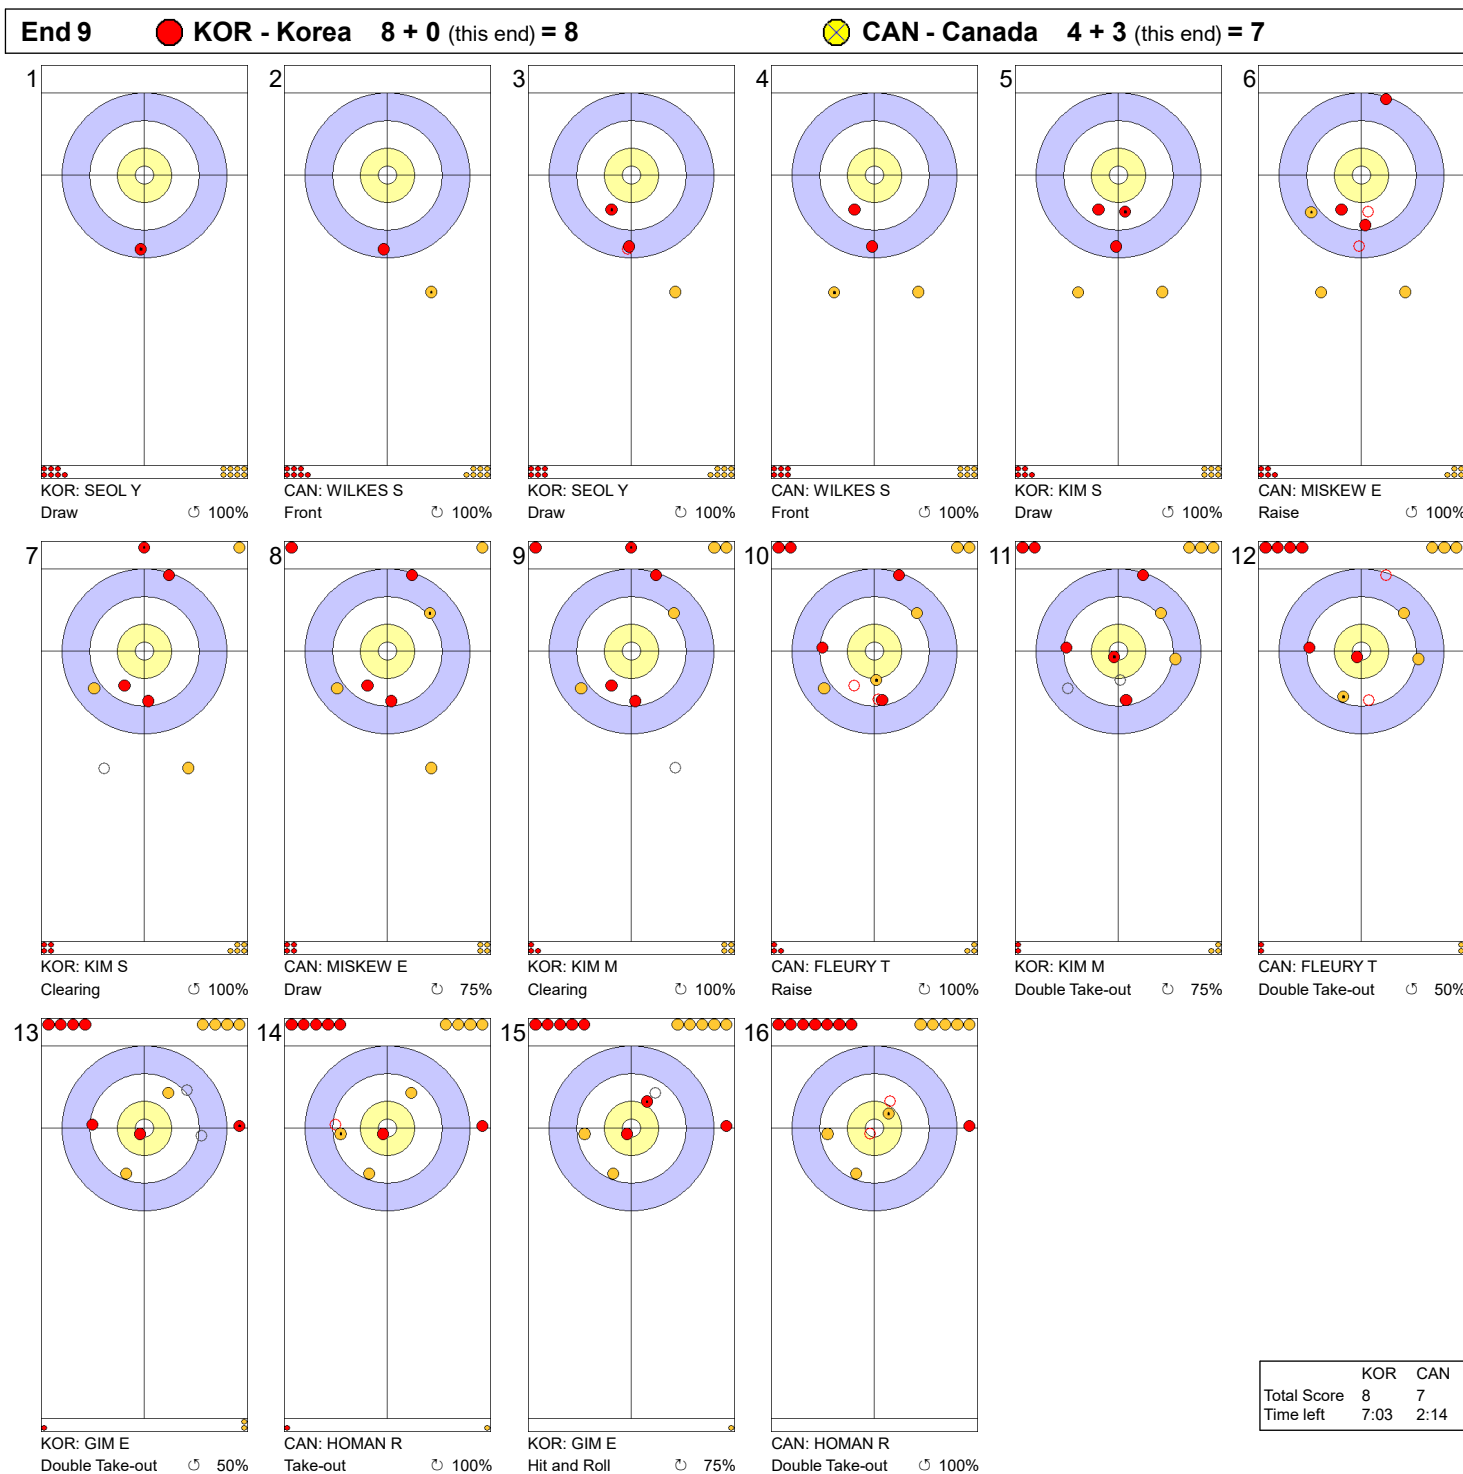 End 9 KOR - Korea 8 + 0 (this end) = 8 CAN - Canada 4 + 3 (this end) = 7
1 2 3 4 5 6
KOR: SEOL Y CAN: WILKES S KOR: SEOL Y CAN: WILKES S KOR: KIM S CAN: MISKEW E
Draw ↺ 100% Front ↻ 100% Draw ↻ 100% Front ↺ 100% Draw ↺ 100% Raise ↺ 100%
7 8 9 10 11 12
KOR: KIM S CAN: MISKEW E KOR: KIM M CAN: FLEURY T KOR: KIM M CAN: FLEURY T
Clearing ↺ 100% Draw ↻ 75% Clearing ↻ 100% Raise ↻ 100% Double Take-out ↻ 75% Double Take-out ↺ 50%
13 14 15 16
KOR: GIM E CAN: HOMAN R KOR: GIM E CAN: HOMAN R
Double Take-out ↺ 50% Take-out ↺ 100% Hit and Roll ↻ 75% Double Take-out ↺ 100%
KOR CAN
Total Score 8 7
Time left 7:03 2:14